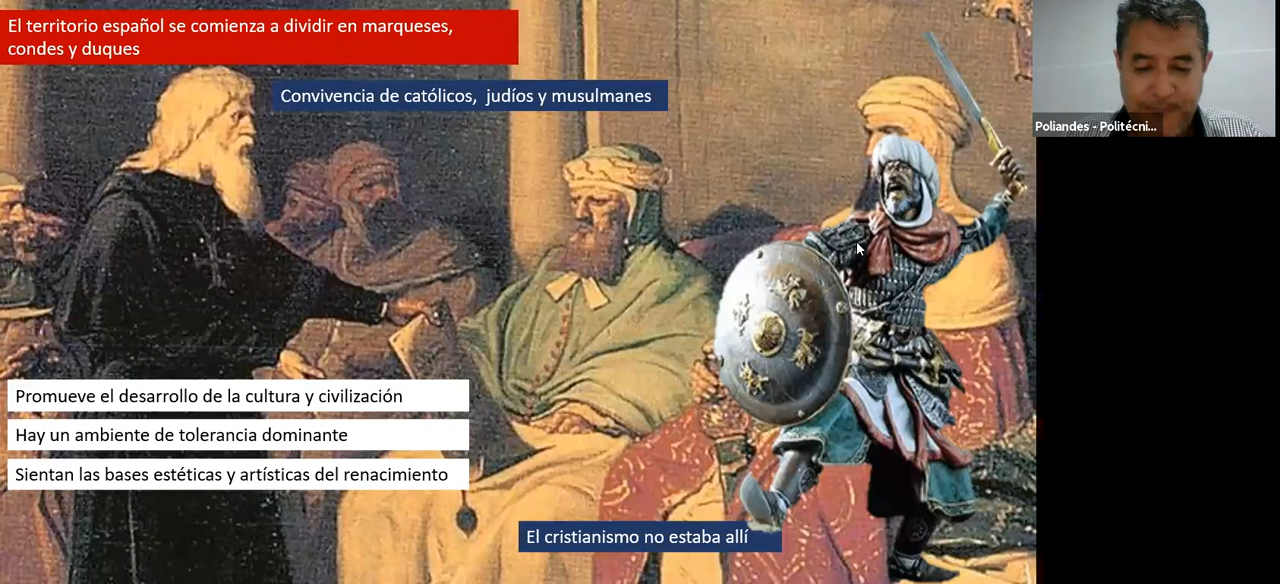 El territorio español se comienza a dividir en marqueses,
condes y duques
Convivencia de católicos, judíos y musulmanes
Poliandes - Politécni...
Promueve el desarrollo de la cultura y civilización
Hay un ambiente de tolerancia dominante
Sientan las bases estéticas y artísticas del renacimiento
El cristianismo no estaba allí